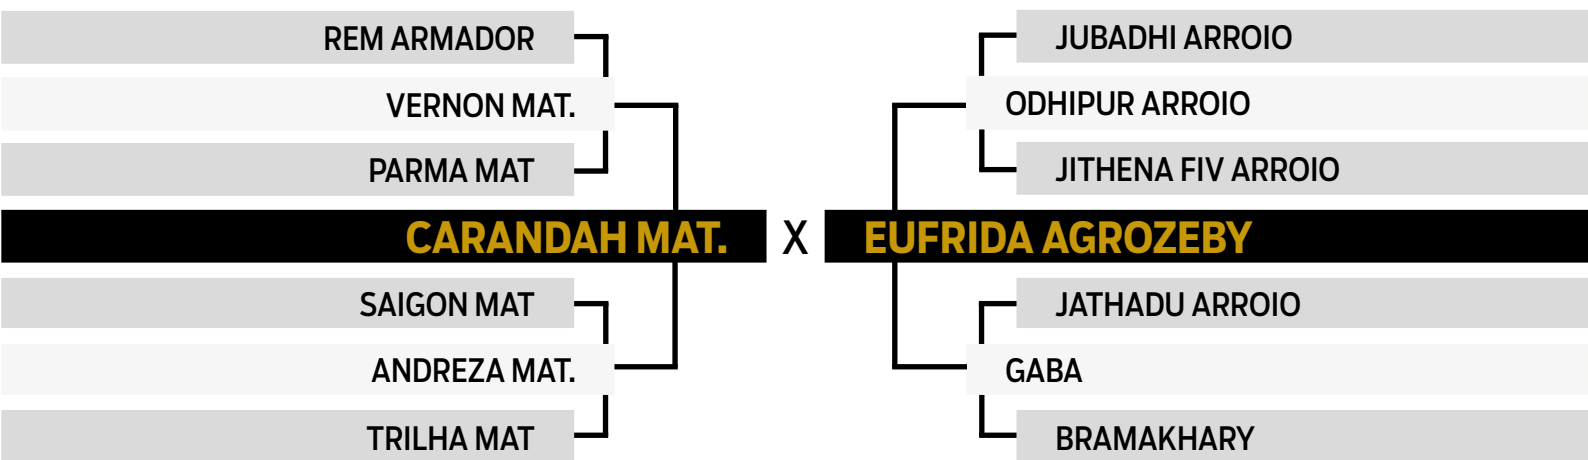 REM ARMADOR
VERNON MAT.
PARMA MAT
CARANDAH MAT.
SAIGON MAT
ANDREZA MAT.
TRILHA MAT
X
JUBADHI ARROIO
ODHIPUR ARROIO
JITHENA FIV ARROIO
EUFRIDA AGROZEBY
JATHADU ARROIO
GABA
BRAMAKHARY